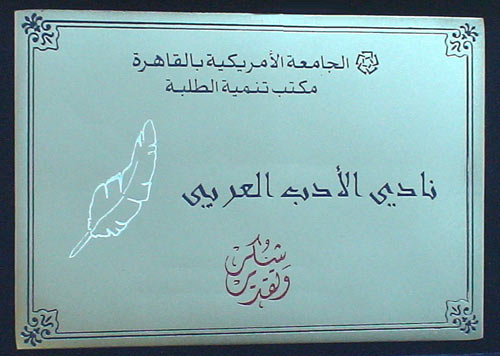 الجامعة الأمريكية بالقاهرة
مكتب تنمية الطلبة
نادي الأدب العربي
شكر
وتقدير